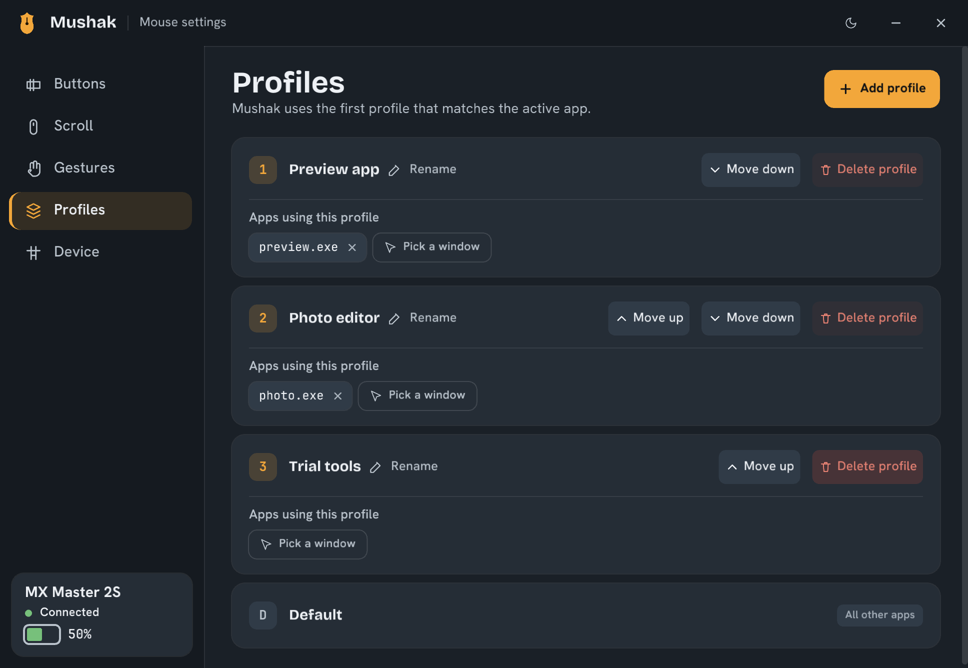 Mushak
Mouse settings
Buttons
Scroll
Gestures
Profiles
Device
MX Master 2S
Connected
50%
Profiles
Mushak uses the first profile that matches the active app.
Add profile
1 Preview app Rename Move down Delete profile
Apps using this profile
preview.exe Pick a window
2 Photo editor Rename Move up Move down Delete profile
Apps using this profile
photo.exe Pick a window
3 Trial tools Rename Move up Delete profile
Apps using this profile
Pick a window
D Default All other apps